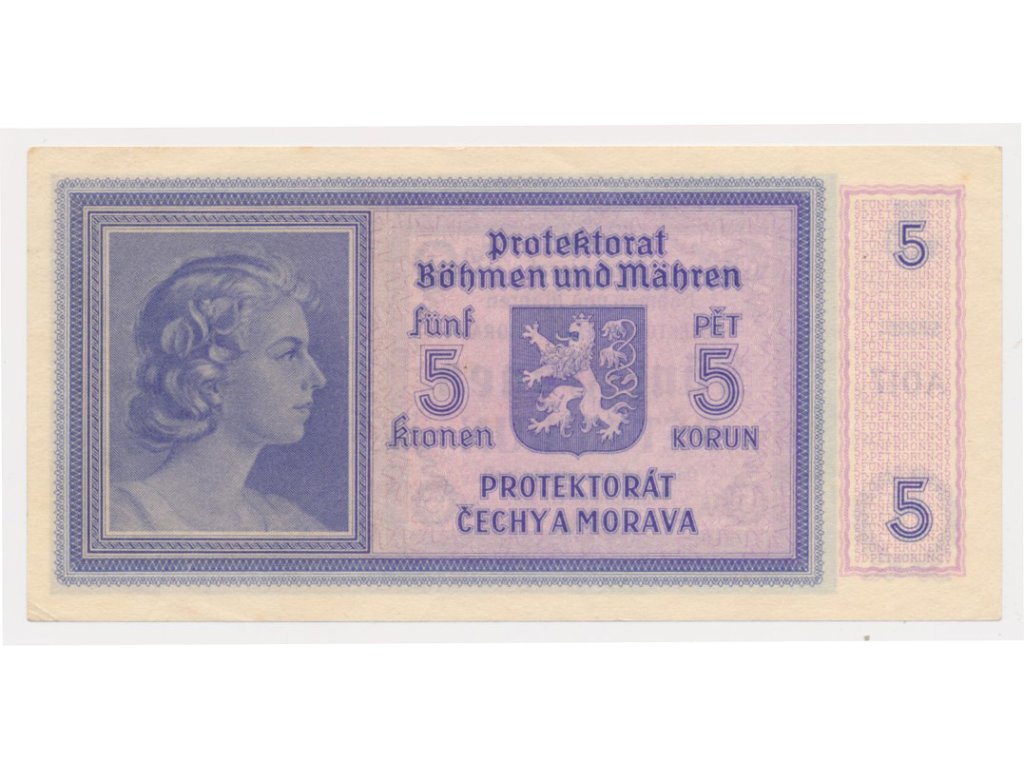 Protektorat
Böhmen und Mähren
fünf PĚT
5 5
Kronen KORUN
PROTEKTORÁT
ČECHY A MORAVA
5
5